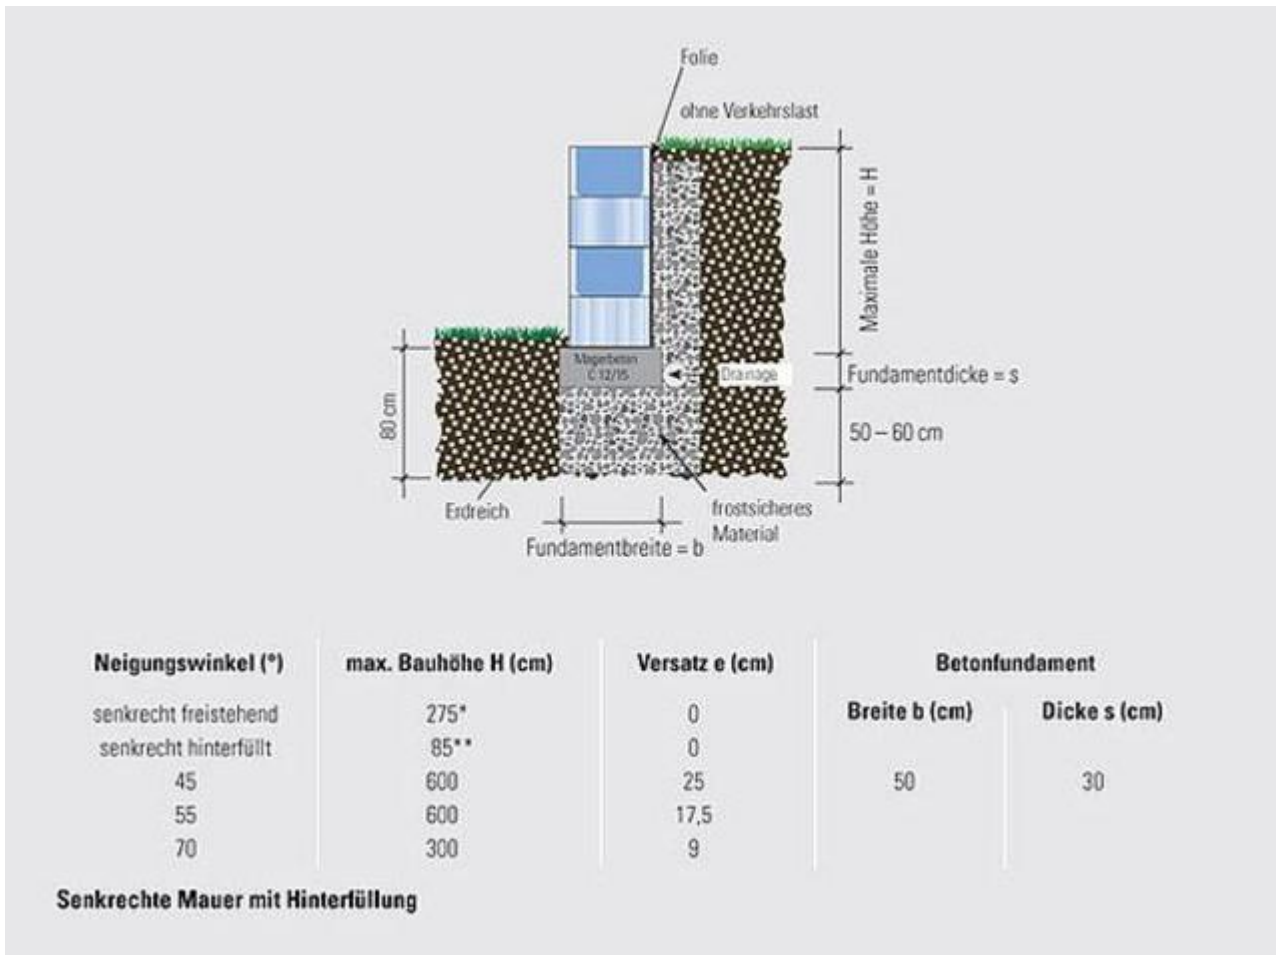 Folie
ohne Verkehrslast
Maximale Höhe = H
Magerbeton
C 12/15
Drainage
Fundamentdicke = s
80 cm
50 – 60 cm
Erdreich
frostsicheres
Material
Fundamentbreite = b
Neigungswinkel (°) max. Bauhöhe H (cm) Versatz e (cm) Betonfundament
Breite b (cm) Dicke s (cm)
senkrecht freistehend 275* 0
senkrecht hinterfüllt 85** 0
45 600 25 50 30
55 600 17,5
70 300 9
Senkrechte Mauer mit Hinterfüllung